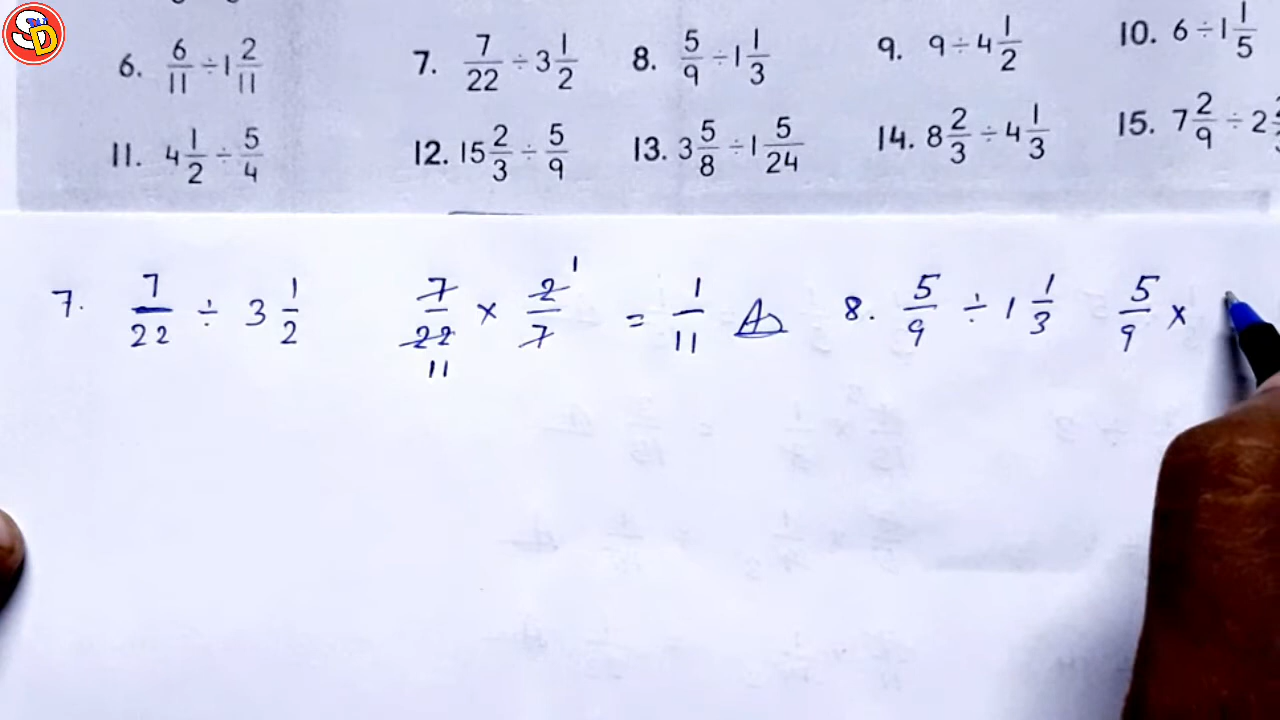 SD
6. 6/11 ÷ 1 2/11 7. 7/22 ÷ 3 1/2 8. 5/9 ÷ 1 1/3 9. 9 ÷ 4 1/2 10. 6 ÷ 1 1/5
11. 4 1/2 ÷ 5/4 12. 15 2/3 ÷ 5/9 13. 3 5/8 ÷ 1 5/24 14. 8 2/3 ÷ 4 1/3 15. 7 2/9 ÷ 2
7. 7/22 ÷ 3 1/2 7/22 × 2/7 = 1/11 8. 5/9 ÷ 1 1/3 5/9 ×
11 1